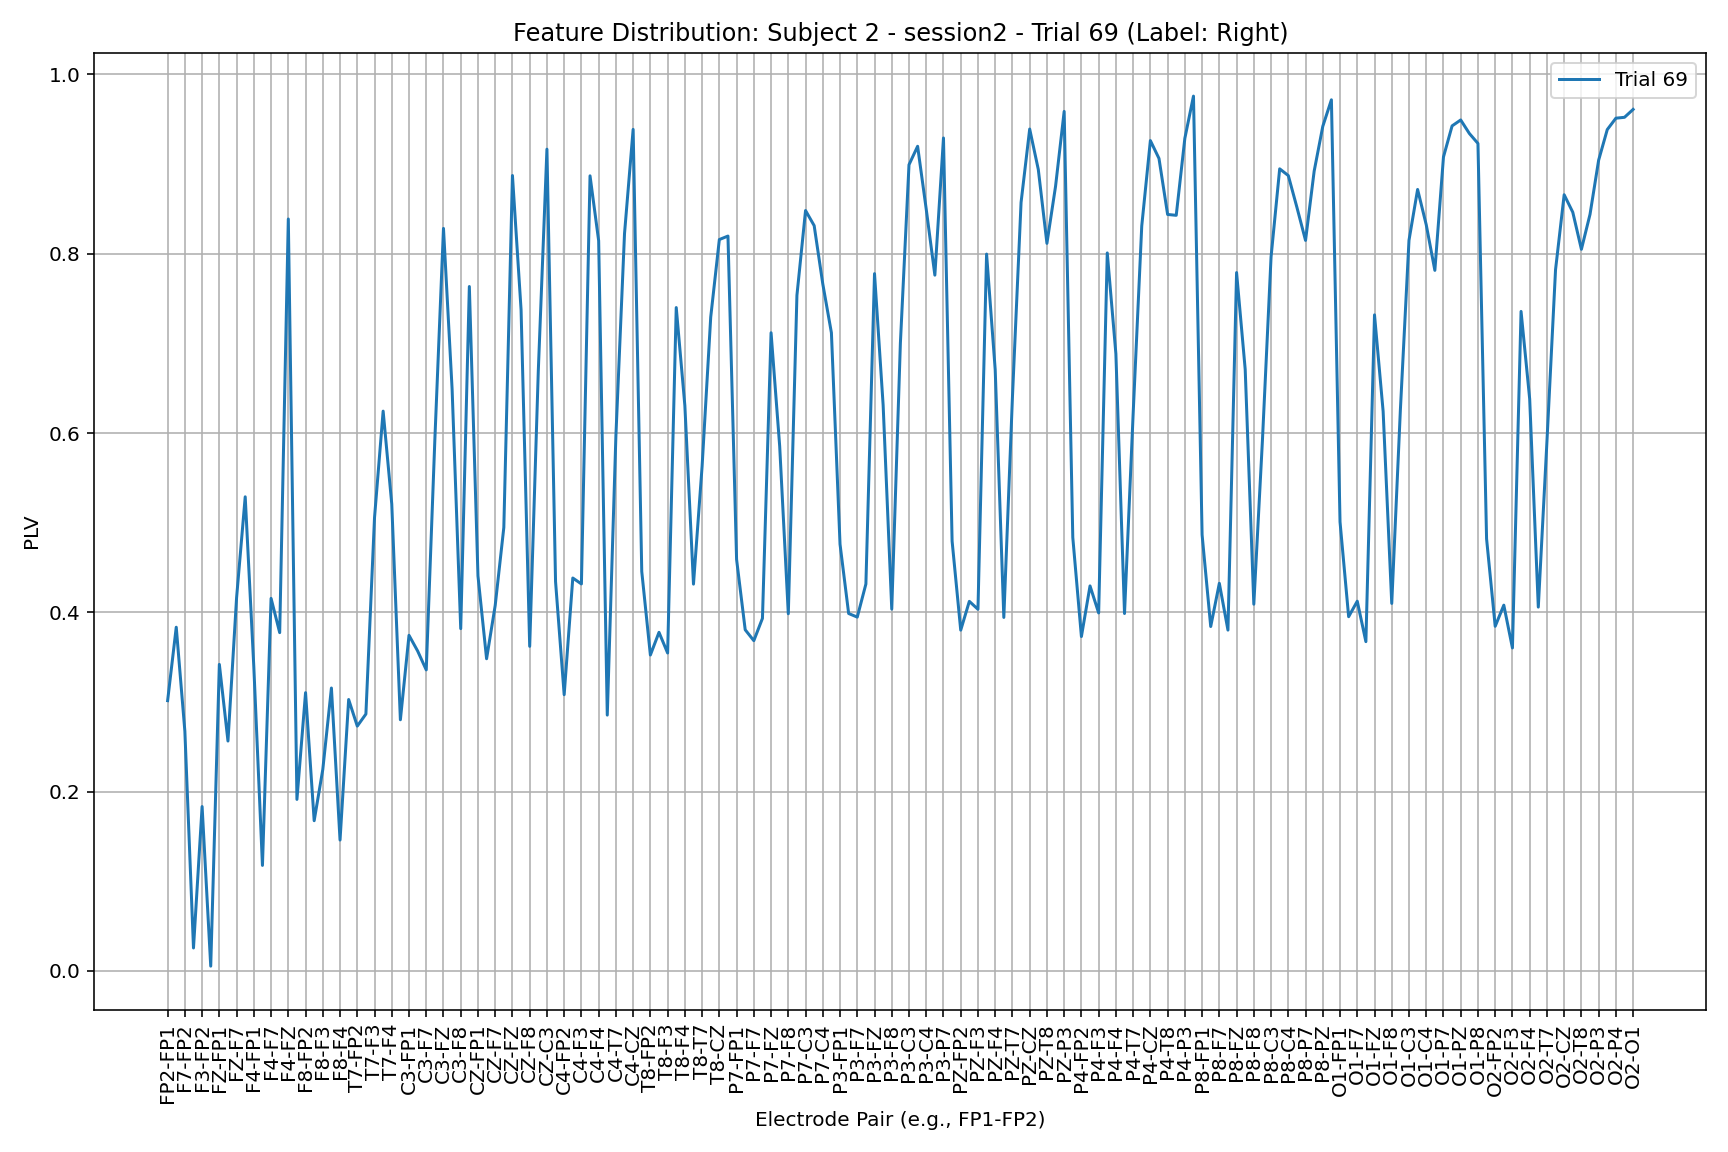 Feature Distribution: Subject 2 - session2 - Trial 69 (Label: Right)
Trial 69
1.0
0.8
0.6
0.4
0.2
0.0
PLV
FP2-FP1
F7-FP2
F3-FP2
FZ-FP1
FZ-F7
F4-FP1
F4-F7
F4-FZ
F8-FP2
F8-F3
F8-F4
T7-FP2
T7-F3
T7-F4
C3-FP1
C3-F7
C3-FZ
C3-F8
CZ-FP1
CZ-F7
CZ-FZ
CZ-F8
CZ-C3
C4-FP2
C4-F3
C4-F4
C4-T7
C4-CZ
T8-FP2
T8-F3
T8-F4
T8-T7
T8-CZ
P7-FP1
P7-F7
P7-FZ
P7-F8
P7-C3
P7-C4
P3-FP1
P3-F7
P3-FZ
P3-F8
P3-C3
P3-C4
P3-P7
PZ-FP2
PZ-F3
PZ-F4
PZ-T7
PZ-CZ
PZ-T8
PZ-P3
P4-FP2
P4-F3
P4-F4
P4-T7
P4-CZ
P4-T8
P4-P3
P8-FP1
P8-F7
P8-FZ
P8-F8
P8-C3
P8-C4
P8-P7
P8-PZ
O1-FP1
O1-F7
O1-FZ
O1-F8
O1-C3
O1-C4
O1-P7
O1-PZ
O1-P8
O2-FP2
O2-F3
O2-F4
O2-T7
O2-CZ
O2-T8
O2-P3
O2-P4
O2-O1
Electrode Pair (e.g., FP1-FP2)